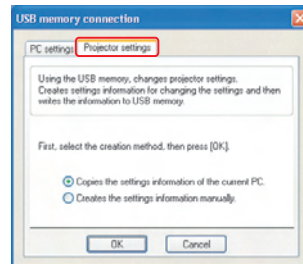 USB memory connection
PC settings Projector settings
Using the USB memory, changes projector settings.
Creates settings information for changing the settings and then
writes the information to USB memory.
First, select the creation method, then press [OK].
Copies the settings information of the current PC.
Creates the settings information manually.
OK Cancel